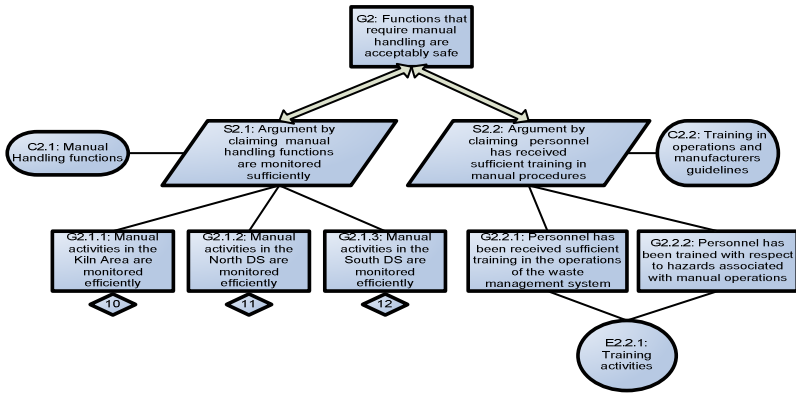 G2: Functions that
require manual
handling are
acceptably safe
S2.1: Argument by
claiming manual
handling functions
are monitored
sufficiently
S2.2: Argument by
claiming personnel
has received
sufficient training in
manual procedures
C2.1: Manual
Handling functions
C2.2: Training in
operations and
manufacturers
guidelines
G2.1.1: Manual
activities in the
Kiln Area are
monitored
efficiently
G2.1.2: Manual
activities in the
North DS are
monitored
efficiently
G2.1.3: Manual
activities in the
South DS are
monitored
efficiently
G2.2.1: Personnel has
been received sufficient
training in the operations
of the waste
management system
G2.2.2: Personnel has
been trained with respect
to hazards associated
with manual operations
10
11
12
E2.2.1:
Training
activities